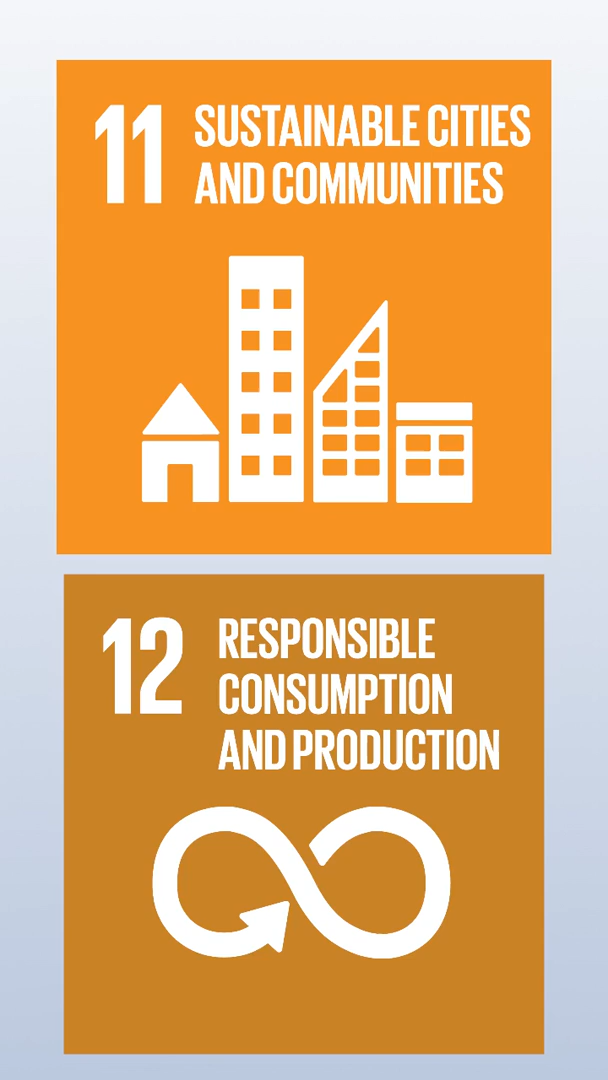 11 SUSTAINABLE CITIES
AND COMMUNITIES
12 RESPONSIBLE
CONSUMPTION
AND PRODUCTION